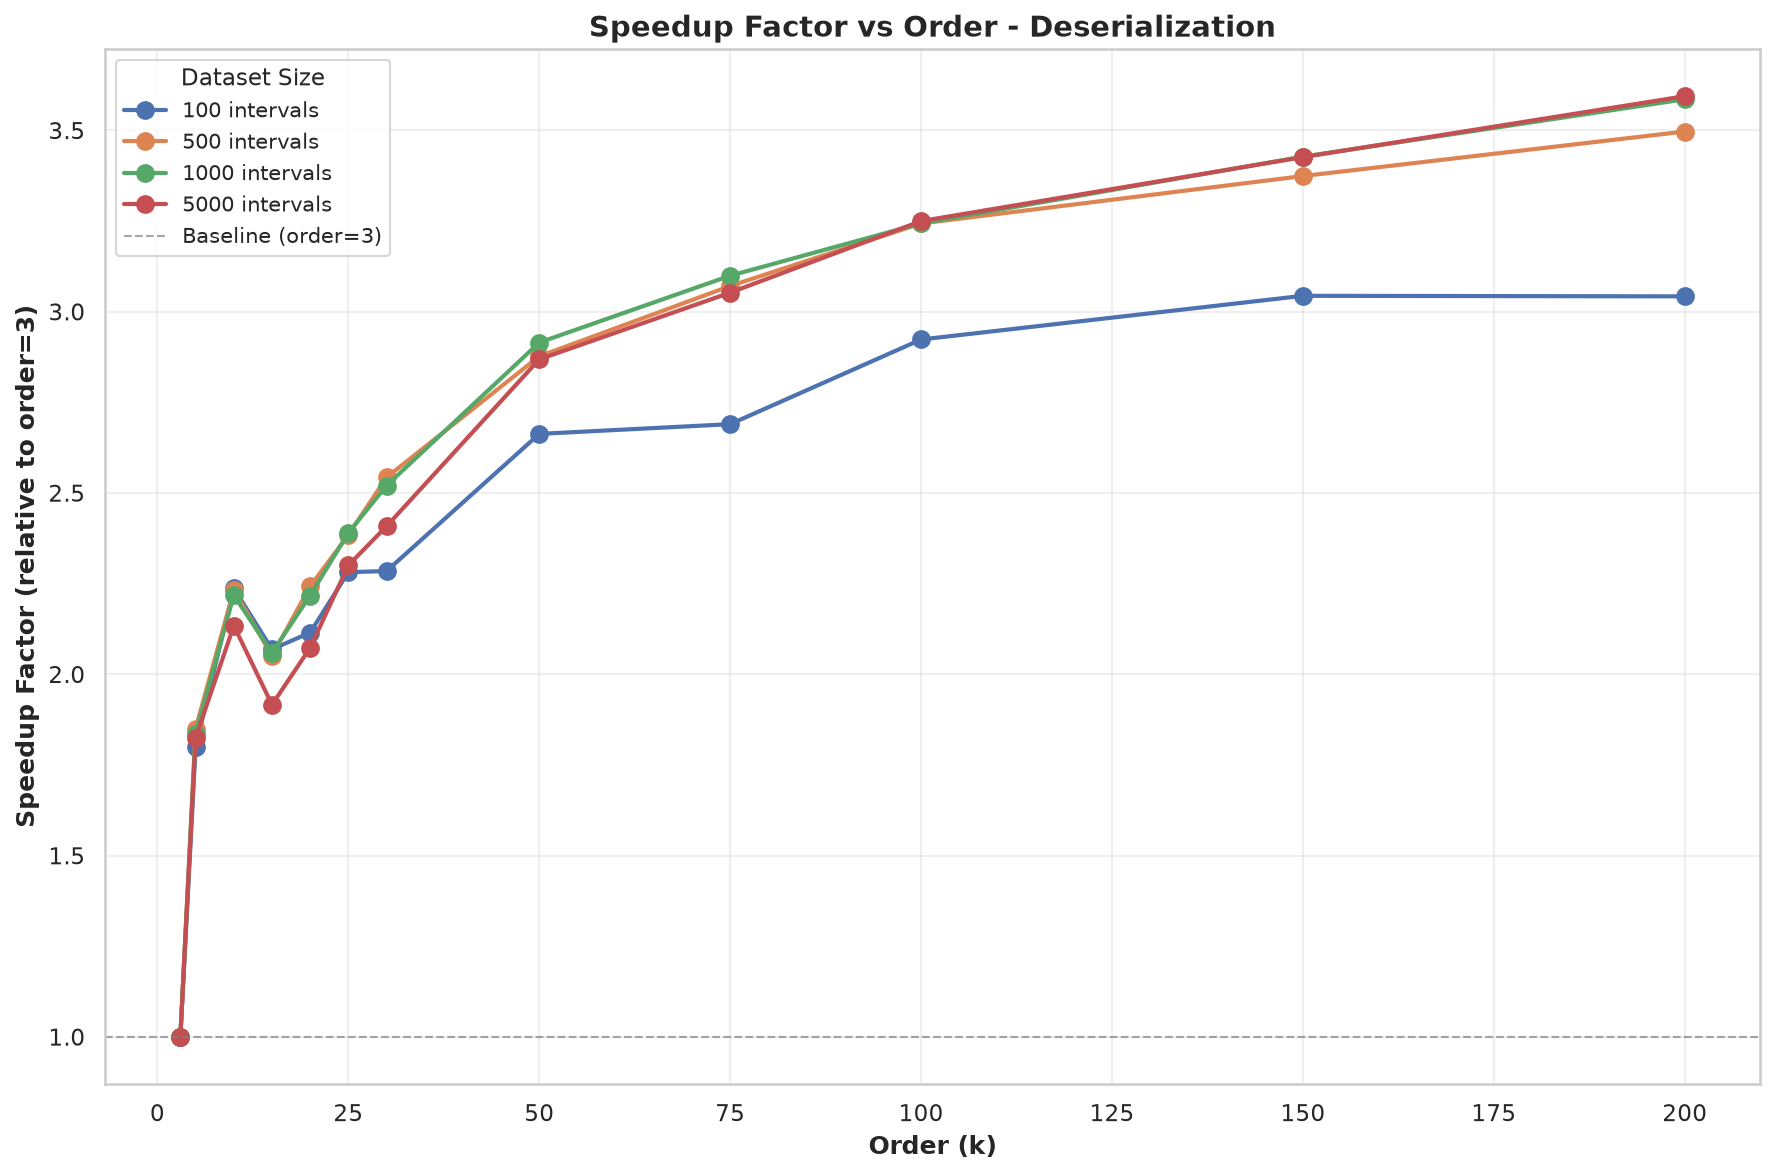 Speedup Factor vs Order - Deserialization
Dataset Size
100 intervals
500 intervals
1000 intervals
5000 intervals
Baseline (order=3)
Speedup Factor (relative to order=3)
3.5
3.0
2.5
2.0
1.5
1.0
0 25 50 75 100 125 150 175 200
Order (k)